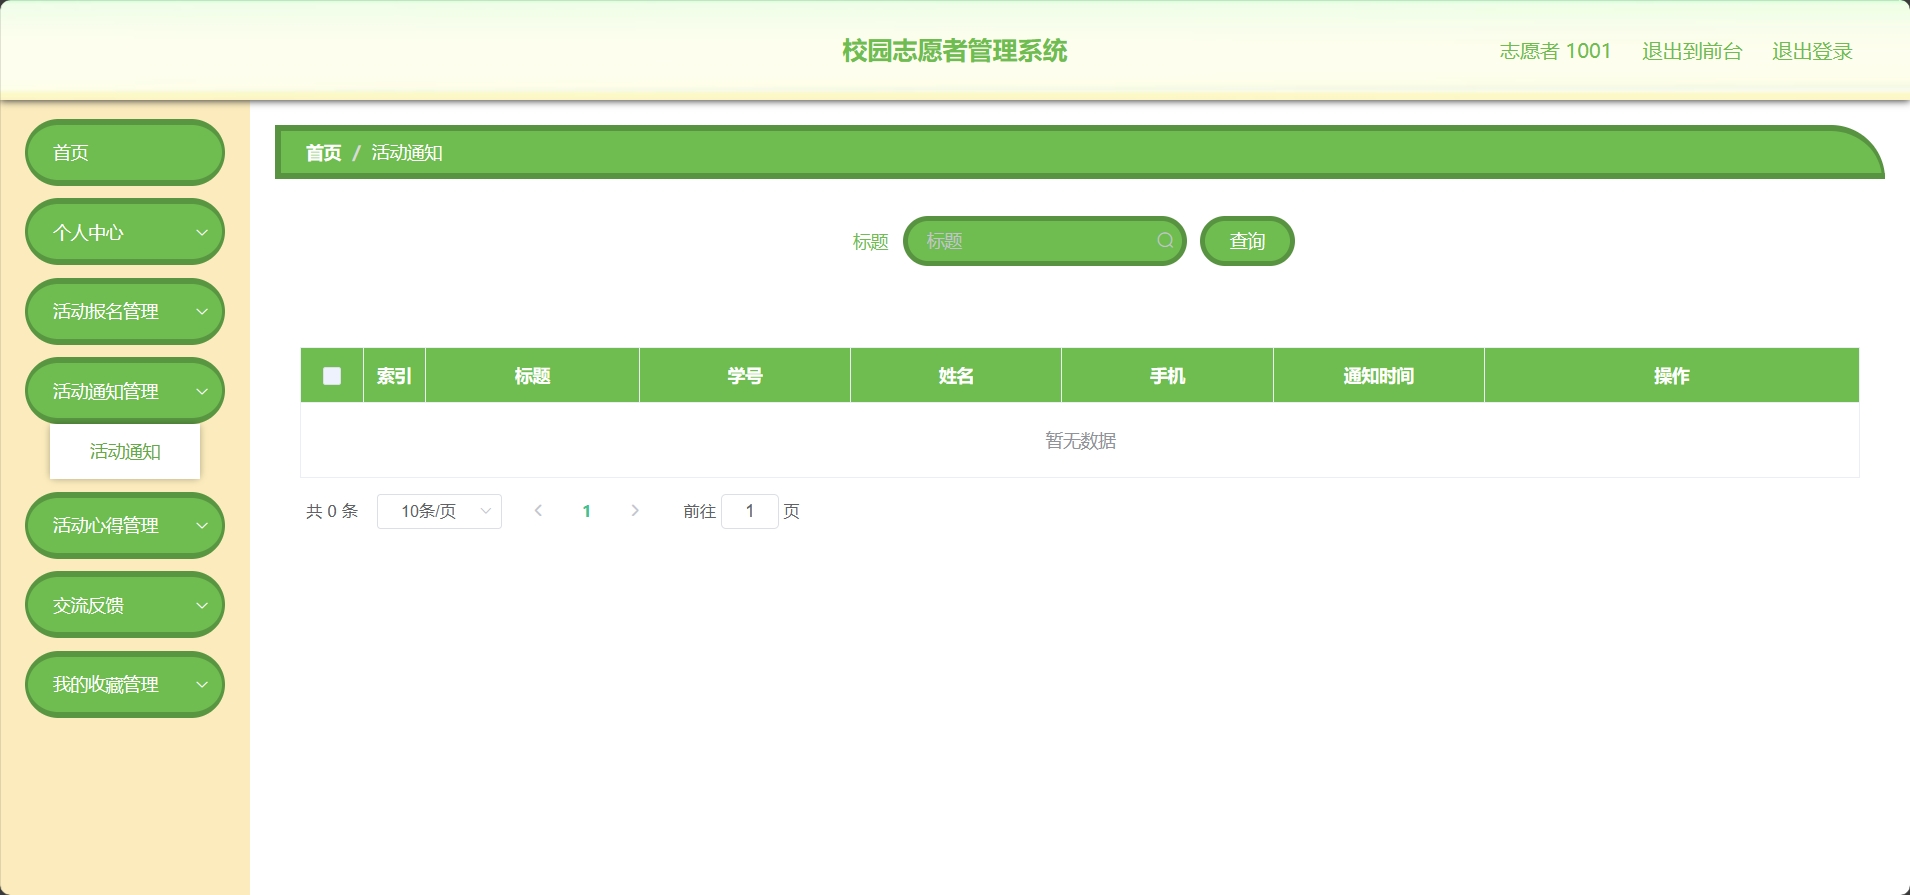 校园志愿者管理系统
志愿者 1001 退出到前台 退出登录
首页
个人中心
活动报名管理
活动通知管理
活动通知
活动心得管理
交流反馈
我的收藏管理
首页 / 活动通知
标题 标题 查询
索引 标题 学号 姓名 手机 通知时间 操作
暂无数据
共 0 条 10条/页 1 前往 1 页